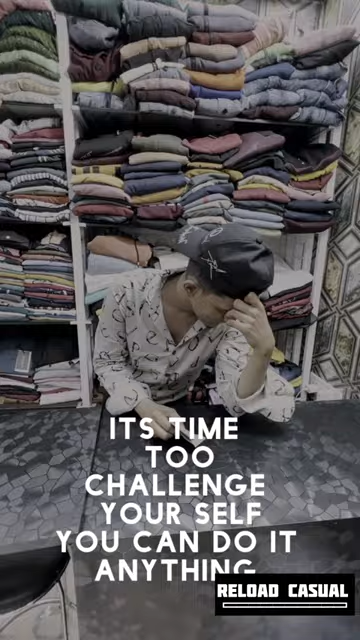 ITS TIME
TOO
CHALLENGE
YOUR SELF
YOU CAN DO IT
ANYTHING
RELOAD CASUAL